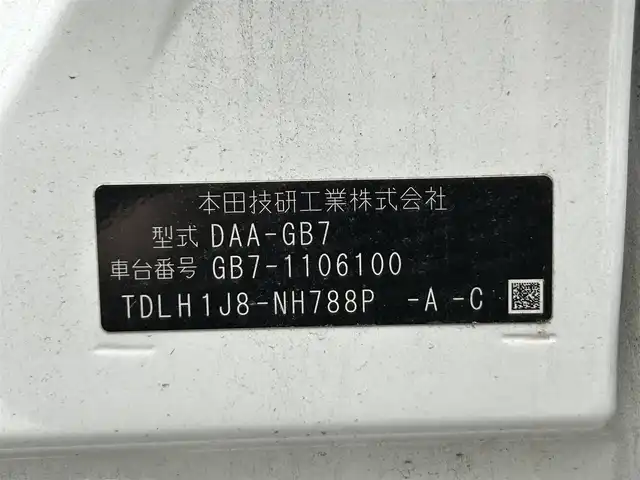 本田技研工業株式会社
型式 DAA-GB7
車台番号 GB7-1106100
TDLH1J8-NH788P -A -C